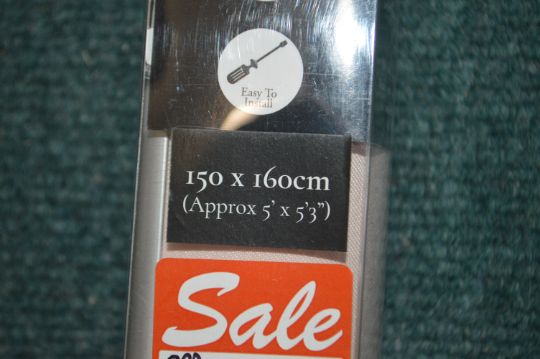 Easy To
Install
150 x 160cm
(Approx 5' x 5'3")
Sale